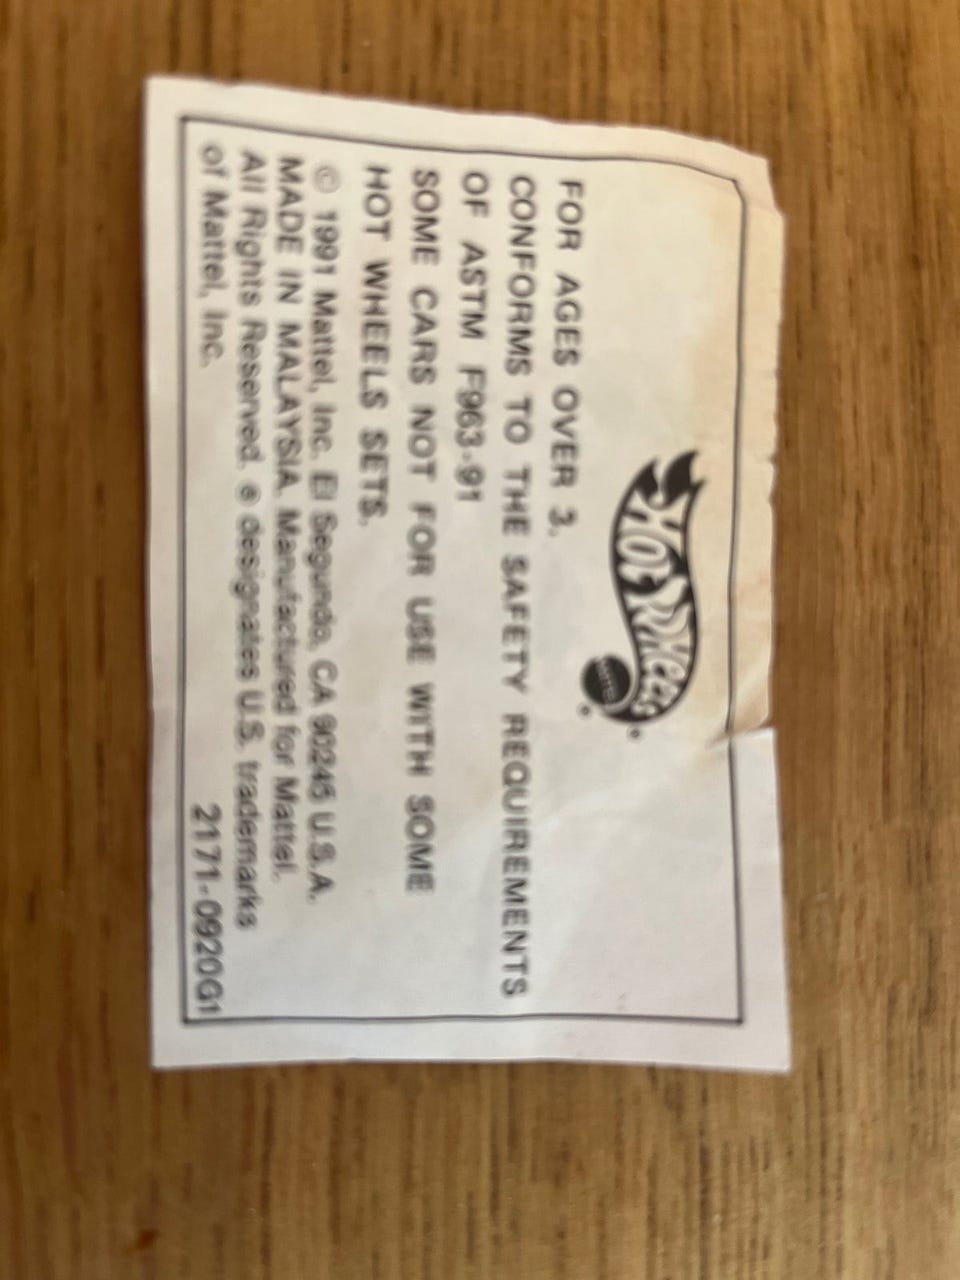 Hot Wheels ®
MATTEL ®
FOR AGES OVER 3.
CONFORMS TO THE SAFETY REQUIREMENTS
OF ASTM F963-91
SOME CARS NOT FOR USE WITH SOME
HOT WHEELS SETS.
© 1991 Mattel, Inc. El Segundo, CA 90245 U.S.A.
MADE IN MALAYSIA. Manufactured for Mattel.
All Rights Reserved. ® designates U.S. trademarks
of Mattel, Inc. 2171-0920G1